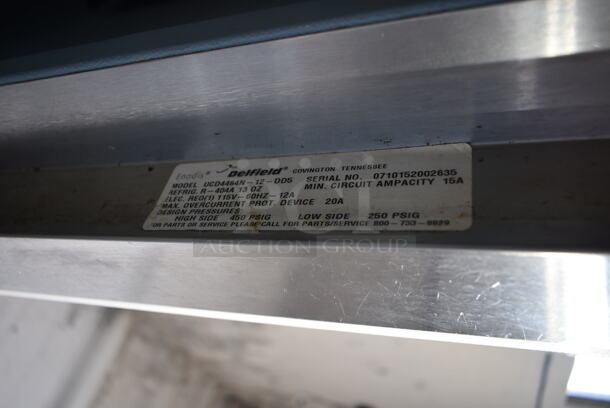 Enodis Delfield® COVINGTON, TENNESSEE
MODEL UCD4464N-12-DD5 SERIAL NO. 0710152002635
REFRIG. R-404A 13 OZ MIN. CIRCUIT AMPACITY 15A
ELEC. REQ(1) 115V-60HZ-12A
MAX. OVERCURRENT PROT. DEVICE 20A
DESIGN PRESSURES:
HIGH SIDE 450 PSIG LOW SIDE 250 PSIG
FOR PARTS OR SERVICE PLEASE CALL FOR PARTS/SERVICE 800-733-8829
AUCTION GROUP